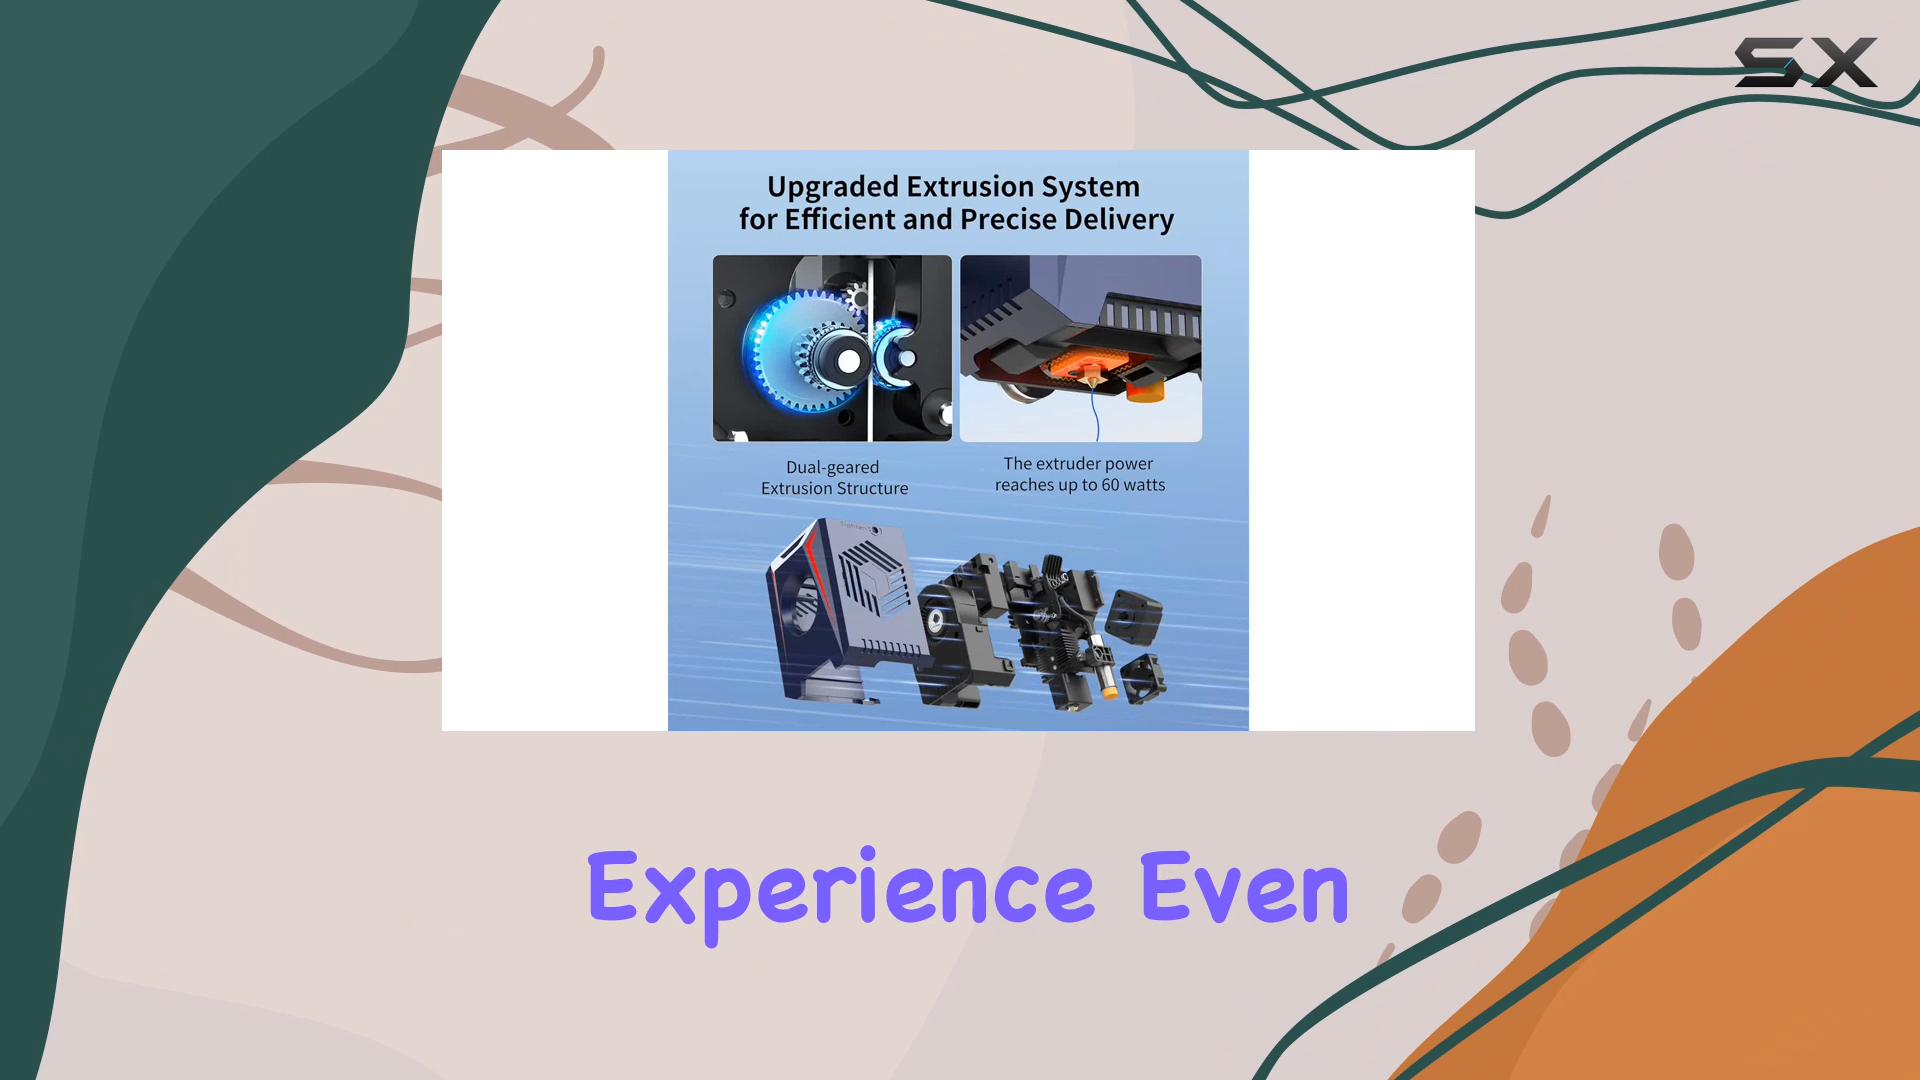 SX
Upgraded Extrusion System
for Efficient and Precise Delivery
Dual-geared
Extrusion Structure
The extruder power
reaches up to 60 watts
Experience Even